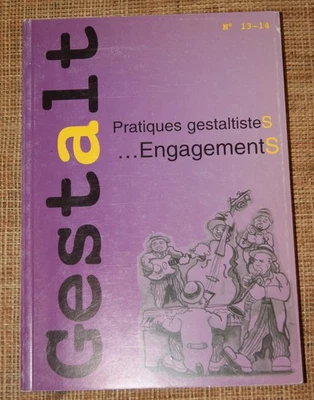 Gestalt
N° 13-14
Pratiques gestaltisteS
...EngagementS